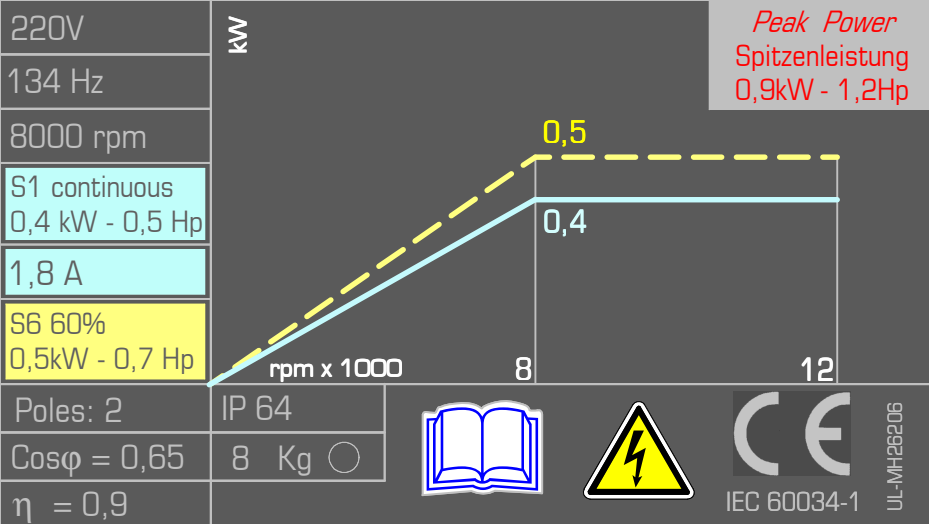 220V
134 Hz
8000 rpm
S1 continuous
0,4 kW - 0,5 Hp
1,8 A
S6 60%
0,5kW - 0,7 Hp
Poles: 2
Cosφ = 0,65
η = 0,9
kW
Peak Power
Spitzenleistung
0,9kW - 1,2Hp
0,5
0,4
rpm x 1000
8
12
IP 64
8 Kg
CE
IEC 60034-1
UL-MH26206